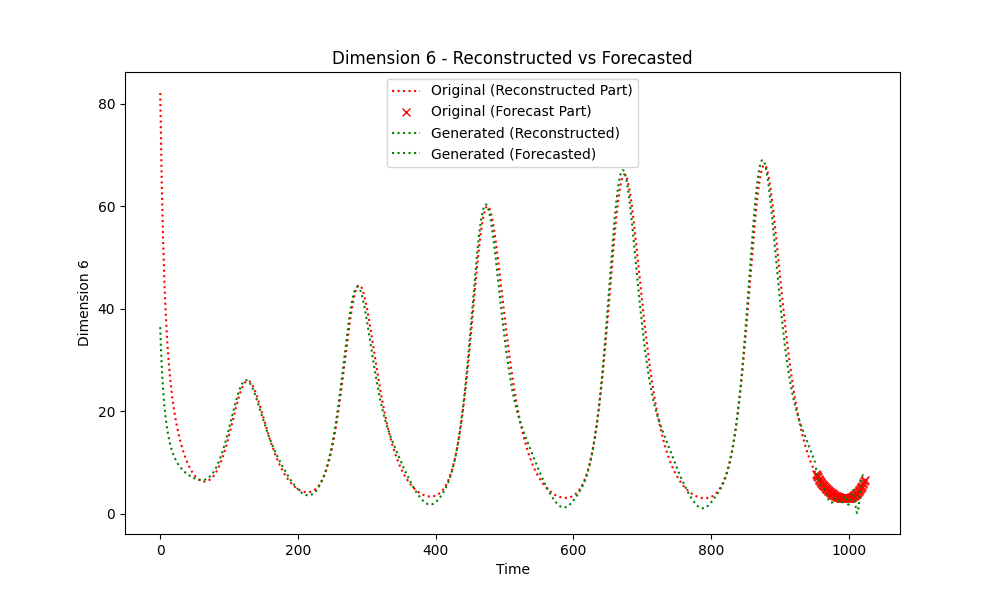 Dimension 6 - Reconstructed vs Forecasted
Original (Reconstructed Part)
Original (Forecast Part)
Generated (Reconstructed)
Generated (Forecasted)
80
60
40
20
0
Dimension 6
0 200 400 600 800 1000
Time